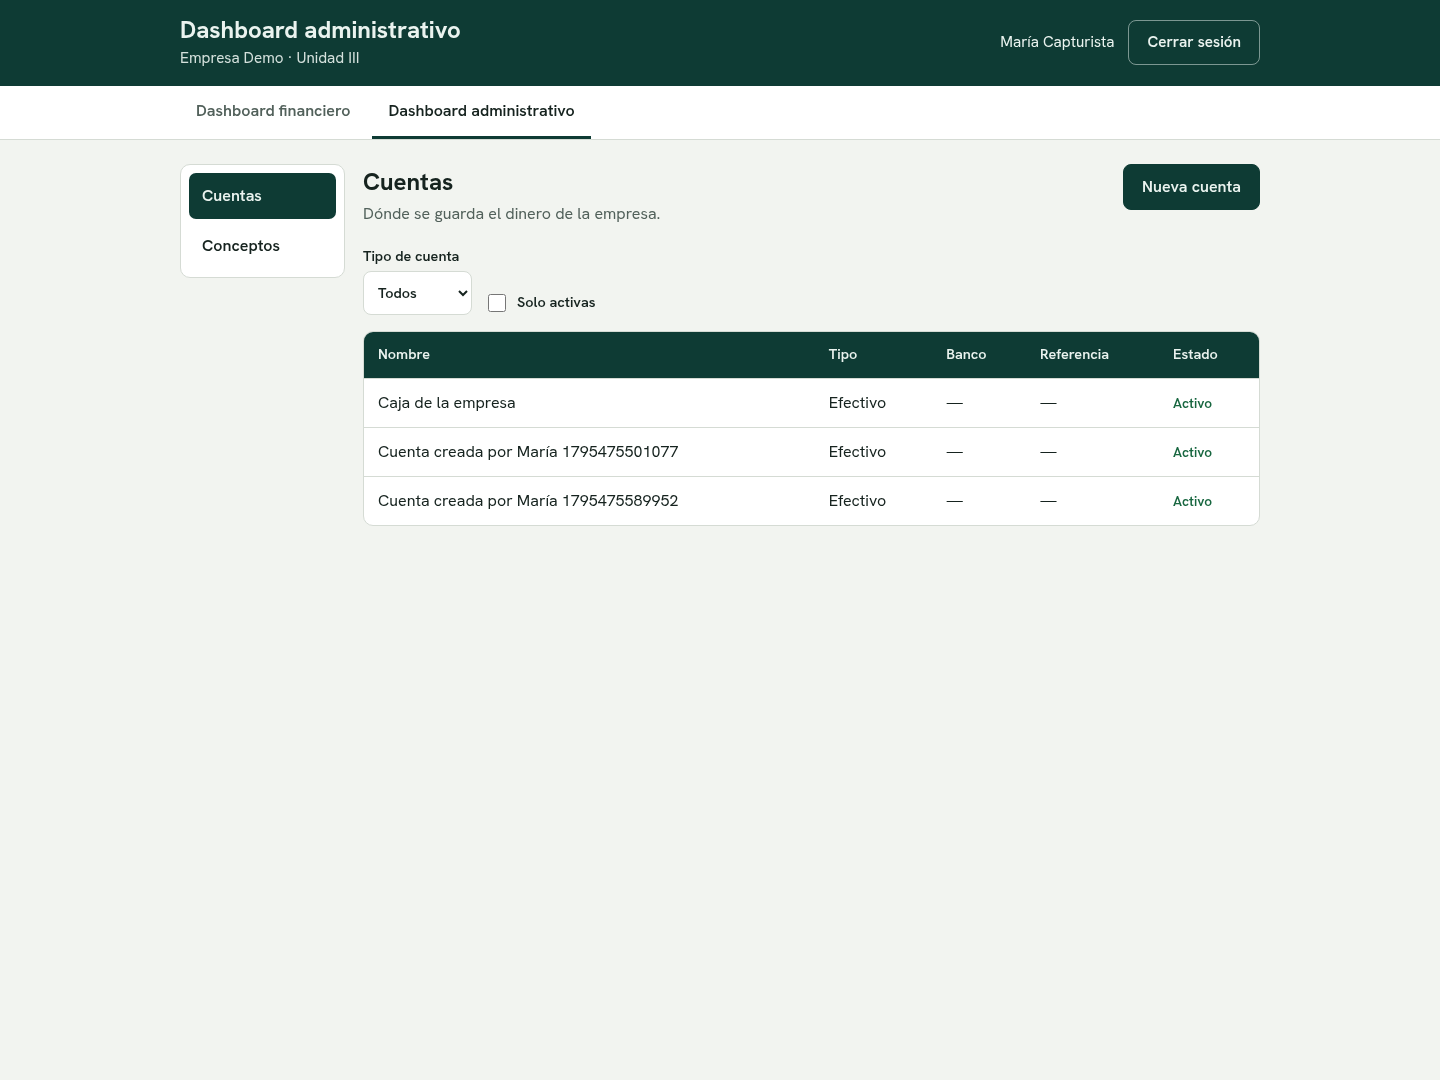 Dashboard administrativo
Empresa Demo · Unidad III
María Capturista
Cerrar sesión
Dashboard financiero
Dashboard administrativo
Cuentas
Conceptos
Cuentas
Dónde se guarda el dinero de la empresa.
Nueva cuenta
Tipo de cuenta
Todos
Solo activas
Nombre Tipo Banco Referencia Estado
Caja de la empresa Efectivo — — Activo
Cuenta creada por María 1795475501077 Efectivo — — Activo
Cuenta creada por María 1795475589952 Efectivo — — Activo